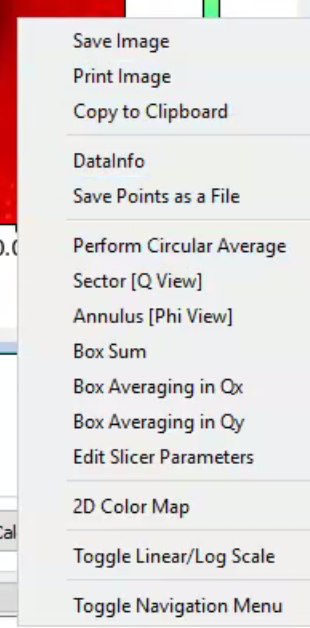 Save Image
Print Image
Copy to Clipboard
DataInfo
Save Points as a File
Perform Circular Average
Sector [Q View]
Annulus [Phi View]
Box Sum
Box Averaging in Qx
Box Averaging in Qy
Edit Slicer Parameters
2D Color Map
Toggle Linear/Log Scale
Toggle Navigation Menu